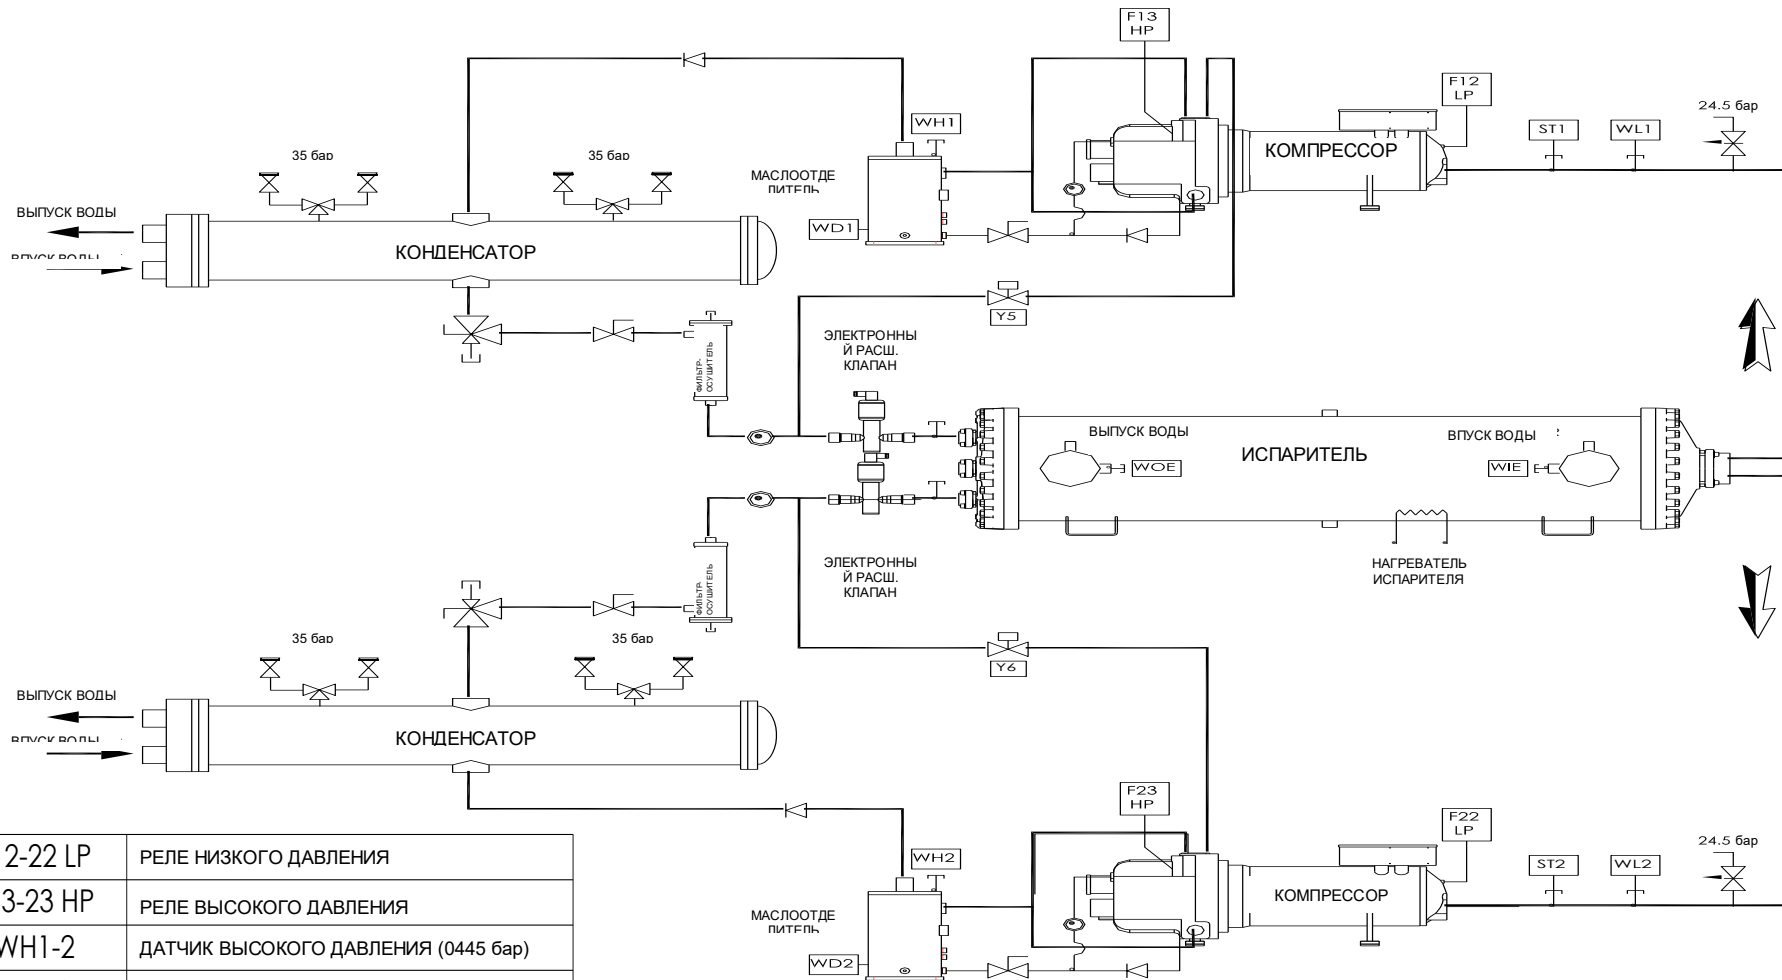 F13
HP
F12
LP
24.5 бар
WH1
ST1
WL1
КОМПРЕССОР
35 бар
35 бар
МАСЛООТДЕ
ЛИТЕЛЬ
ВЫПУСК ВОДЫ
WD1
КОНДЕНСАТОР
ВПУСК ВОДЫ
Y5
ЭЛЕКТРОННЫ
Й РАСШ.
КЛАПАН
ФИЛЬТР-
ОСУШИТЕЛЬ
ВЫПУСК ВОДЫ
ВПУСК ВОДЫ
ИСПАРИТЕЛЬ
WOE
WIE
ЭЛЕКТРОННЫ
Й РАСШ.
КЛАПАН
НАГРЕВАТЕЛЬ
ИСПАРИТЕЛЯ
ФИЛЬТР-
ОСУШИТЕЛЬ
35 бар
35 бар
Y6
ВЫПУСК ВОДЫ
КОНДЕНСАТОР
ВПУСК ВОДЫ
F23
HP
F22
LP
24.5 бар
WH2
ST2
WL2
КОМПРЕССОР
МАСЛООТДЕ
ЛИТЕЛЬ
WD2
2-22 LP
РЕЛЕ НИЗКОГО ДАВЛЕНИЯ
3-23 HP
РЕЛЕ ВЫСОКОГО ДАВЛЕНИЯ
WH1-2
ДАТЧИК ВЫСОКОГО ДАВЛЕНИЯ (0445 бар)